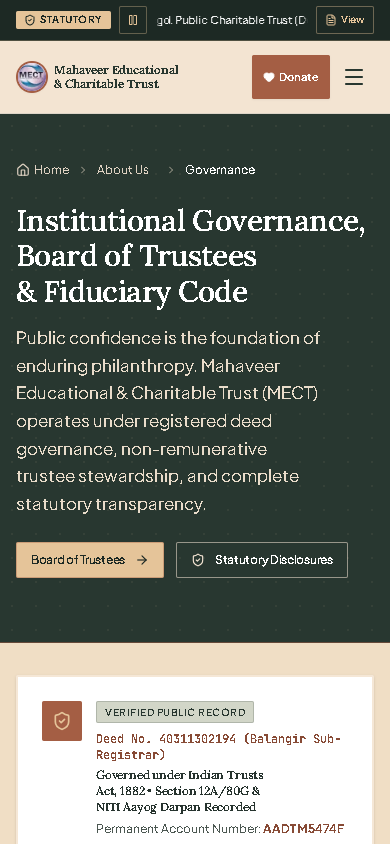 STATUTORY
gol. Public Charitable Trust (D
View
MECT
Mahaveer Educational
& Charitable Trust
Donate
Home > About Us > Governance
Institutional Governance,
Board of Trustees
& Fiduciary Code
Public confidence is the foundation of
enduring philanthropy. Mahaveer
Educational & Charitable Trust (MECT)
operates under registered deed
governance, non-remunerative
trustee stewardship, and complete
statutory transparency.
Board of Trustees →
Statutory Disclosures
VERIFIED PUBLIC RECORD
Deed No. 40311302194 (Balangir Sub-
Registrar)
Governed under Indian Trusts
Act, 1882 • Section 12A/80G &
NITI Aayog Darpan Recorded
Permanent Account Number: AADTM5474F